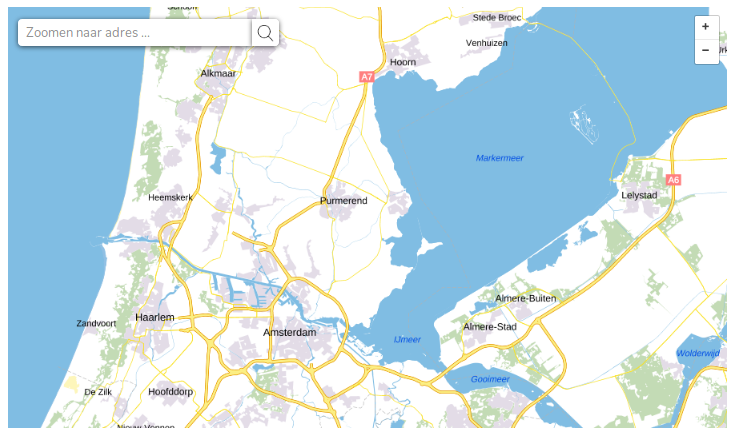 Schoorl
Stede Broec
Zoomen naar adres ...
+
Venhuizen
−
Hoorn
Alkmaar
A7
Markermeer
A6
Lelystad
Heemskerk
Purmerend
Almere-Buiten
Haarlem
Zandvoort
Almere-Stad
Amsterdam
IJmeer
Wolderwijd
Gooimeer
De Zilk
Hoofddorp
Nieuw-Vennep